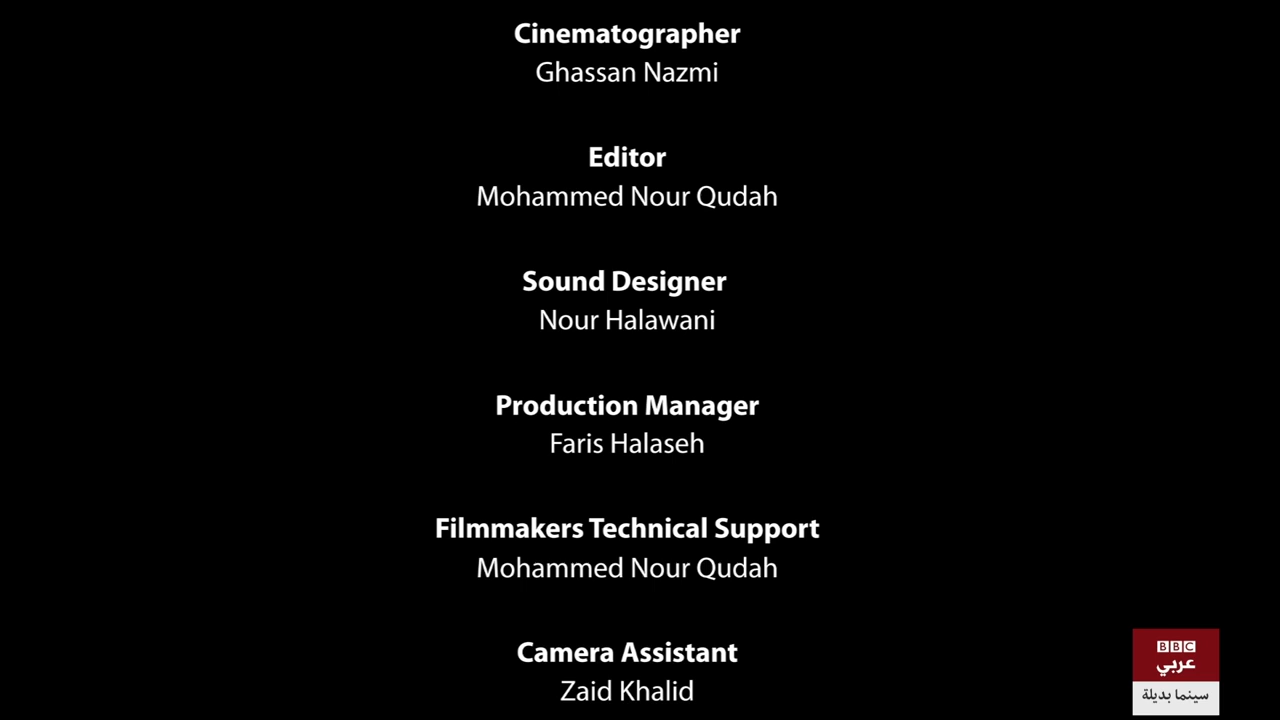 Cinematographer
Ghassan Nazmi
Editor
Mohammed Nour Qudah
Sound Designer
Nour Halawani
Production Manager
Faris Halaseh
Filmmakers Technical Support
Mohammed Nour Qudah
Camera Assistant
Zaid Khalid
BBC
عربي
سينما بديلة